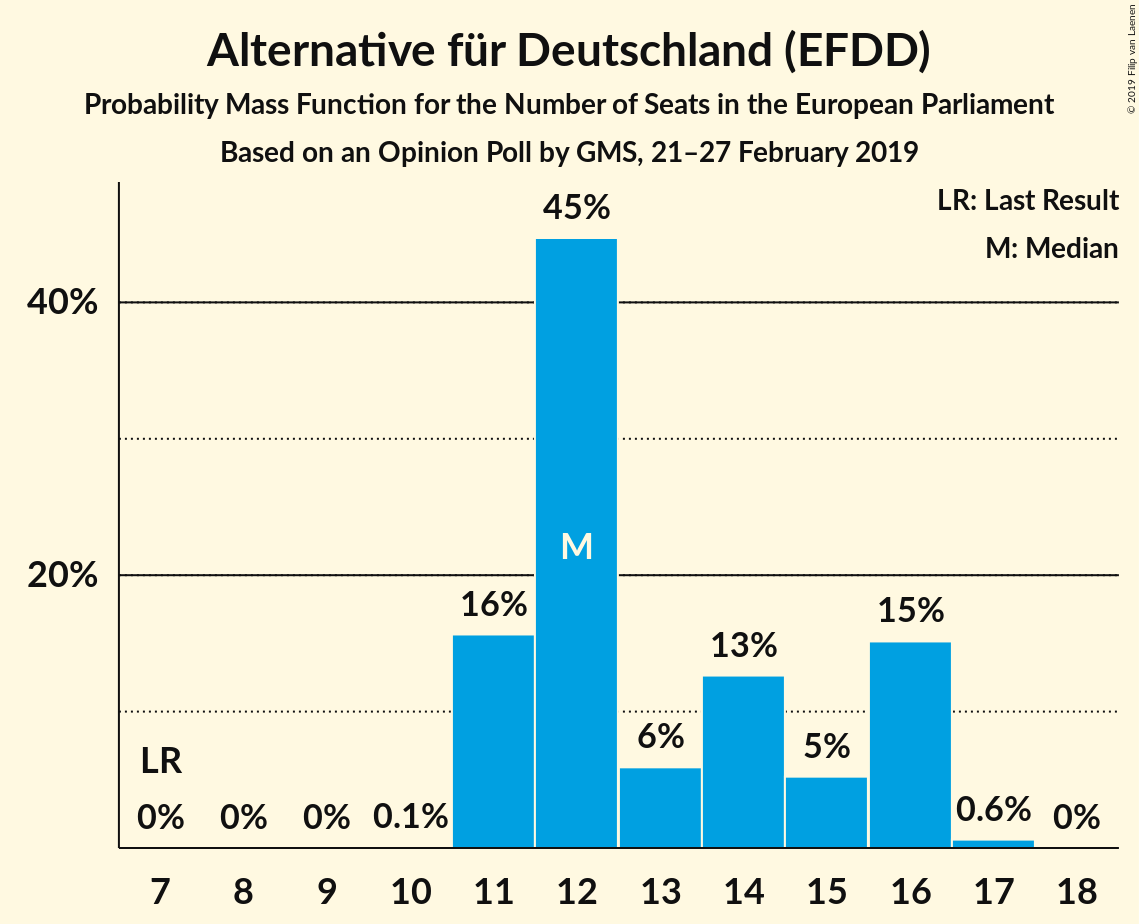 Alternative für Deutschland (EFDD)
Probability Mass Function for the Number of Seats in the European Parliament
Based on an Opinion Poll by GMS, 21–27 February 2019
© 2019 Filip van Laenen
LR: Last Result
M: Median
45%
40%
M
20%
16%
15%
13%
6%
5%
LR
0% 0% 0% 0.1% 0.6% 0%
7 8 9 10 11 12 13 14 15 16 17 18